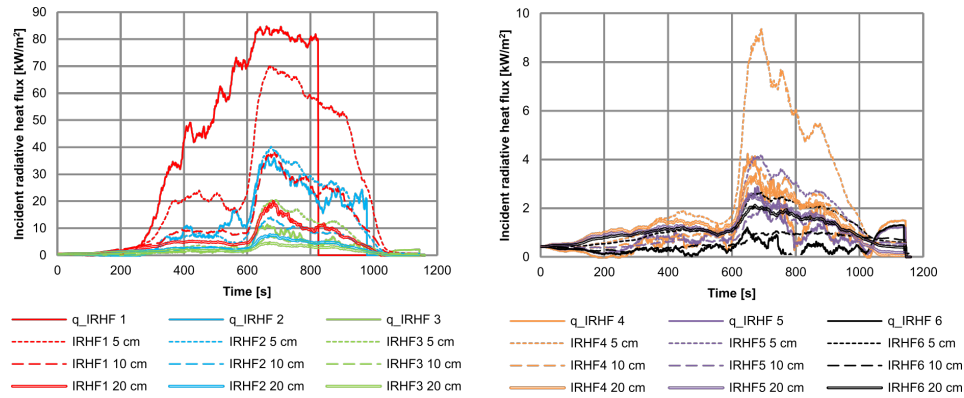 90
80
70
60
50
40
30
20
10
0
Incident radiative heat flux [kW/m²]
0 200 400 600 800 1000 1200
Time [s]
q_IRHF 1 q_IRHF 2 q_IRHF 3
IRHF1 5 cm IRHF2 5 cm IRHF3 5 cm
IRHF1 10 cm IRHF2 10 cm IRHF3 10 cm
IRHF1 20 cm IRHF2 20 cm IRHF3 20 cm
10
8
6
4
2
0
Incident radiative heat flux [kW/m²]
0 200 400 600 800 1000 1200
Time [s]
q_IRHF 4 q_IRHF 5 q_IRHF 6
IRHF4 5 cm IRHF5 5 cm IRHF6 5 cm
IRHF4 10 cm IRHF5 10 cm IRHF6 10 cm
IRHF4 20 cm IRHF5 20 cm IRHF6 20 cm